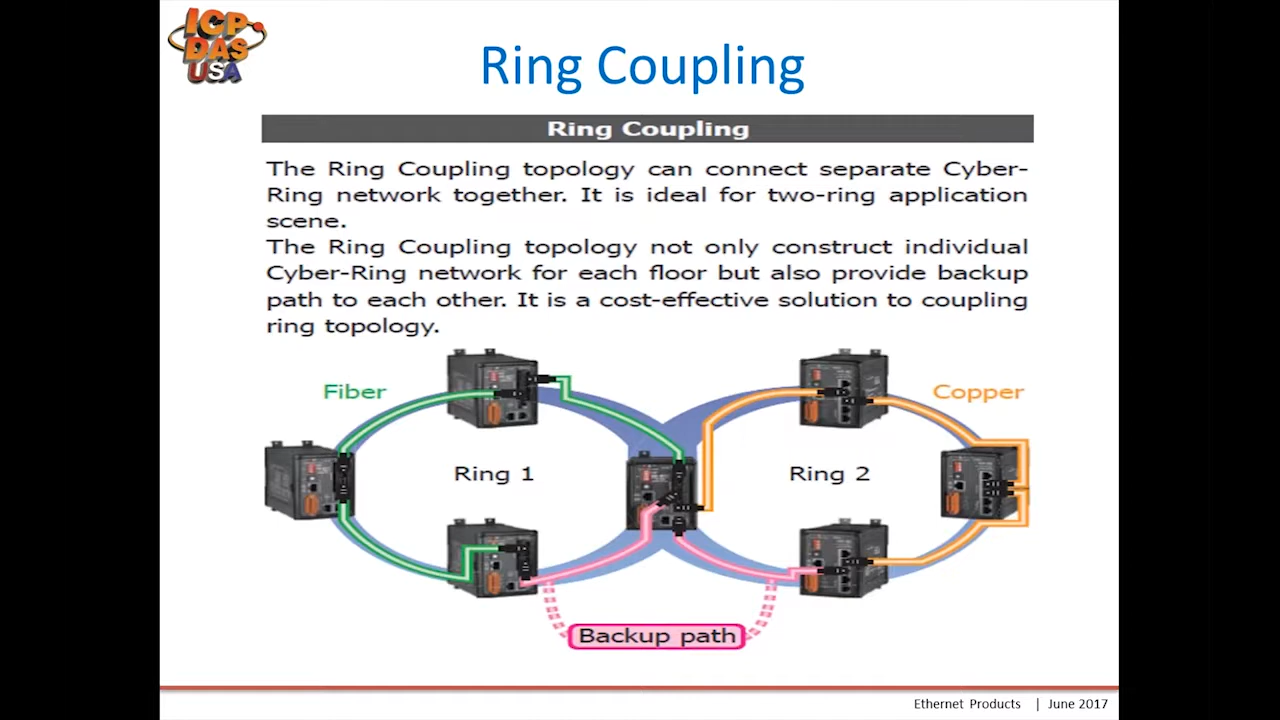 ICP
DAS
USA
Ring Coupling
Ring Coupling
The Ring Coupling topology can connect separate Cyber-
Ring network together. It is ideal for two-ring application
scene.
The Ring Coupling topology not only construct individual
Cyber-Ring network for each floor but also provide backup
path to each other. It is a cost-effective solution to coupling
ring topology.
Fiber
Copper
Ring 1
Ring 2
Backup path
Ethernet Products | June 2017